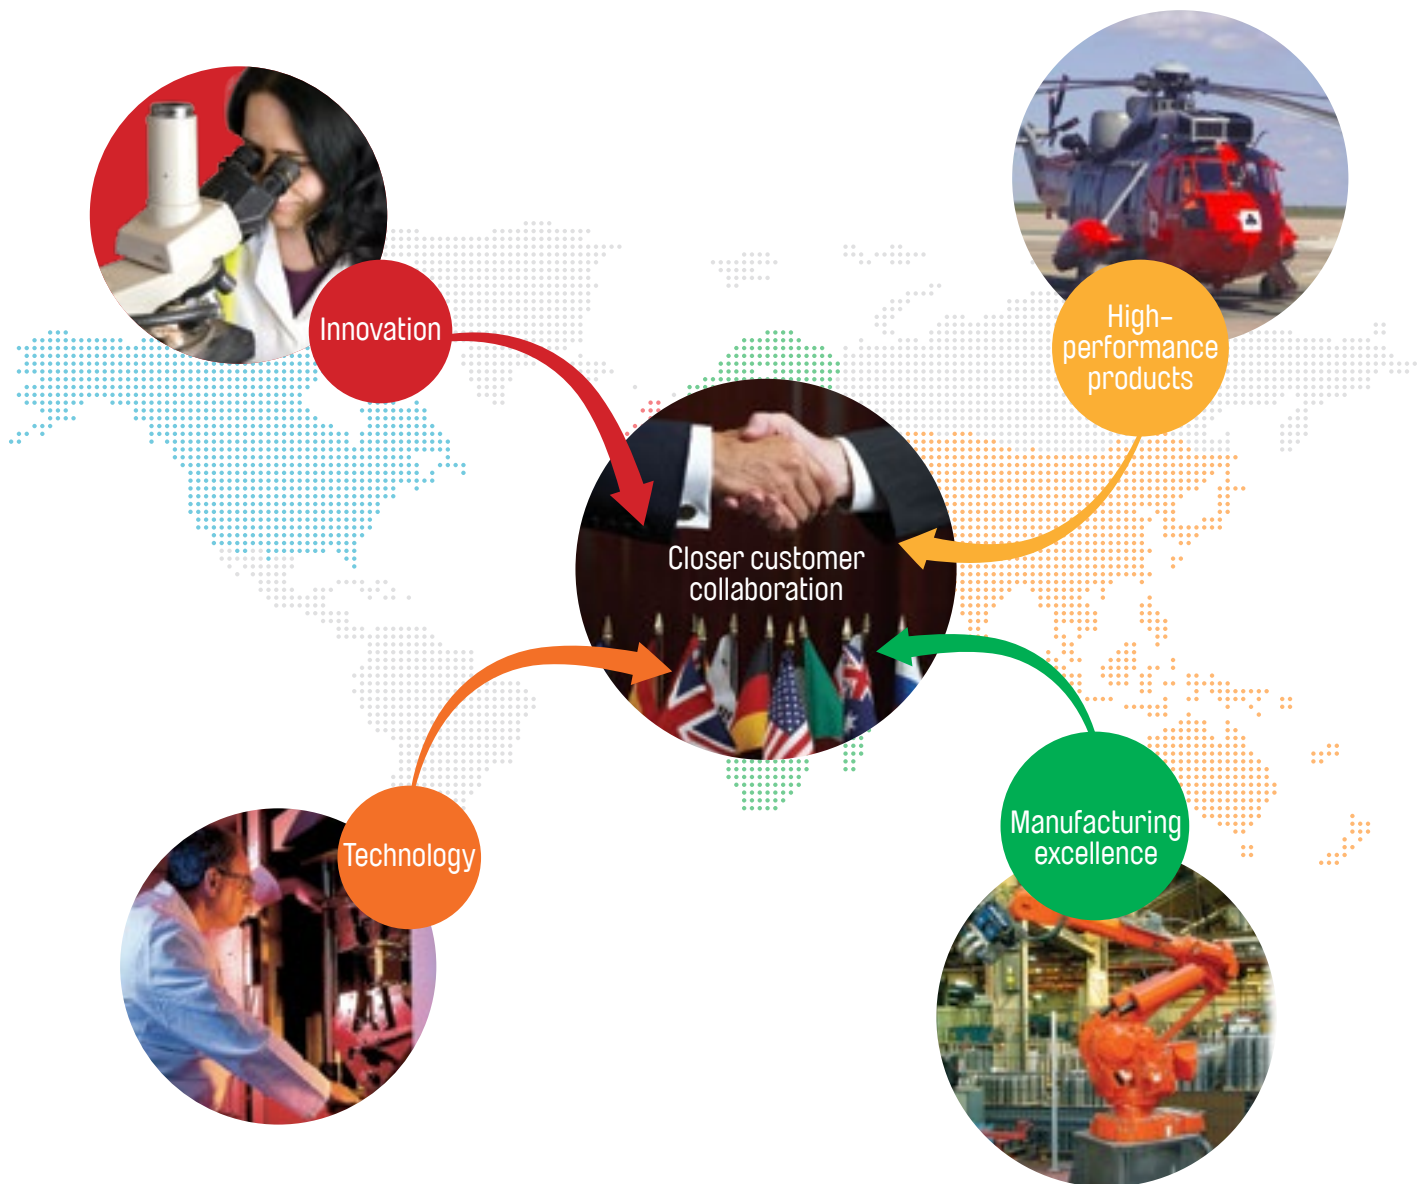 Innovation
High-
performance
products
Closer customer
collaboration
Technology
Manufacturing
excellence